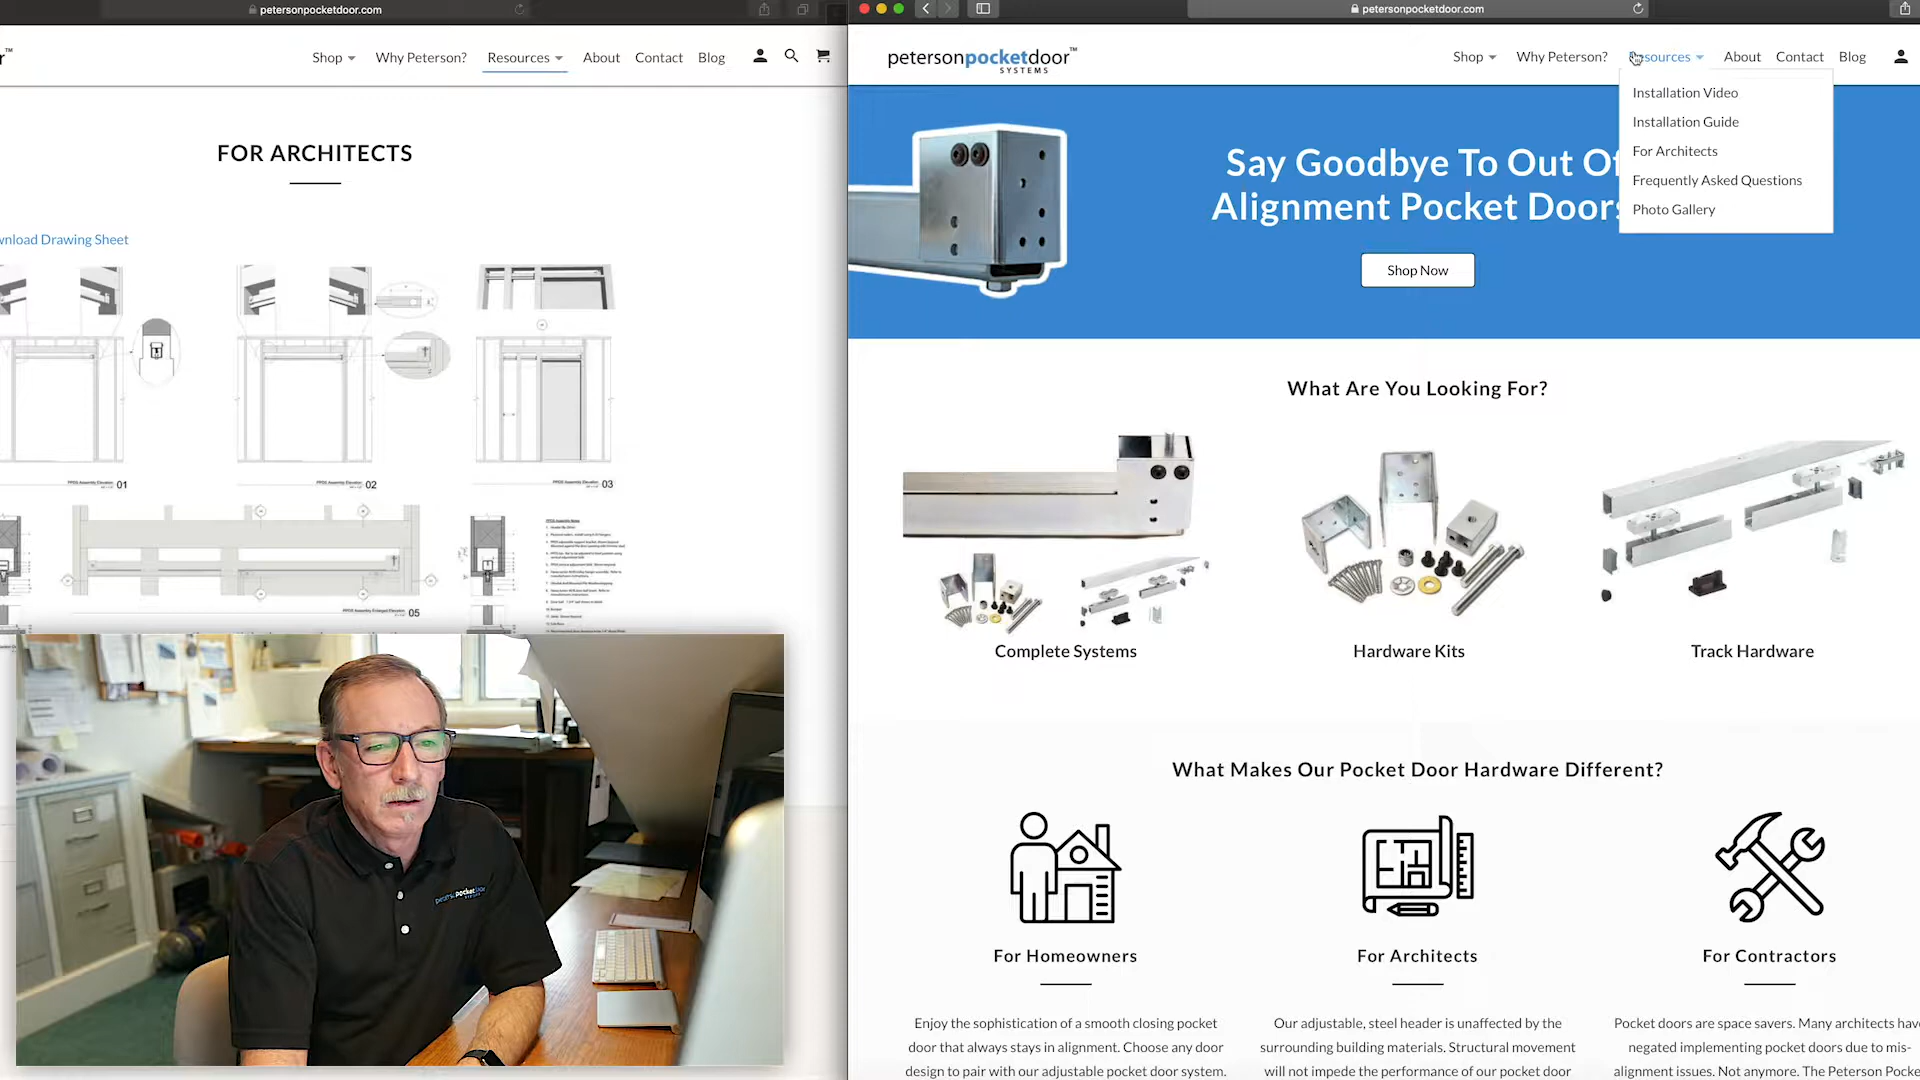 petersonpocketdoor.com
Shop
Why Peterson?
Resources
About
Contact
Blog
FOR ARCHITECTS
Download Drawing Sheet
01
02
03
05
petersonpocketdoor.com
petersonpocketdoor™
SYSTEMS
Shop
Why Peterson?
Resources
About
Contact
Blog
Installation Video
Installation Guide
For Architects
Frequently Asked Questions
Photo Gallery
Say Goodbye To Out Of
Alignment Pocket Doors
Shop Now
What Are You Looking For?
Complete Systems
Hardware Kits
Track Hardware
What Makes Our Pocket Door Hardware Different?
For Homeowners
For Architects
For Contractors
Enjoy the sophistication of a smooth closing pocket
door that always stays in alignment. Choose any door
design to pair with our adjustable pocket door system.
Our adjustable, steel header is unaffected by the
surrounding building materials. Structural movement
will not impede the performance of our pocket door
Pocket doors are space savers. Many architects have
negated implementing pocket doors due to mis-
alignment issues. Not anymore. The Peterson Pocke